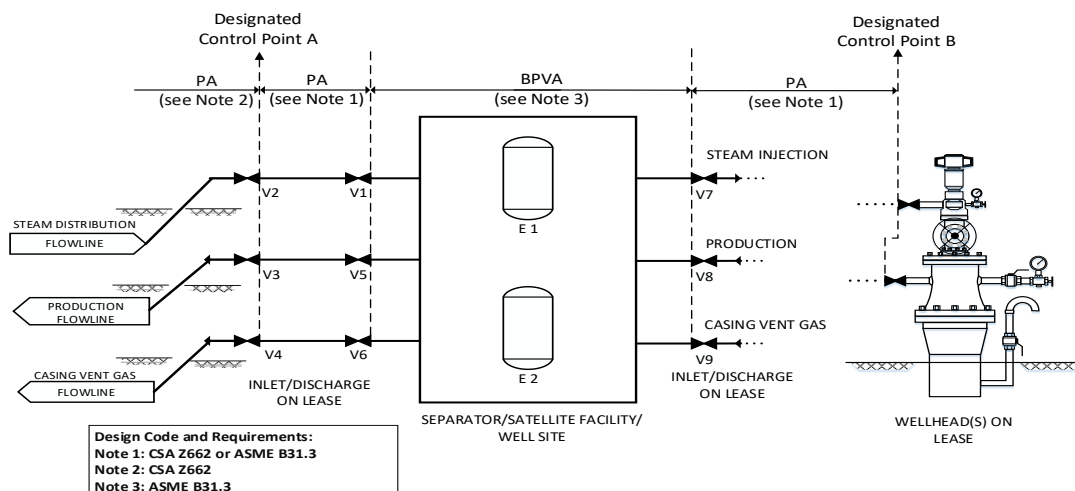 Designated
Control Point A
Designated
Control Point B
PA
(see Note 2)
PA
(see Note 1)
BPVA
(see Note 3)
PA
(see Note 1)
STEAM INJECTION
V2
V1
V7
E 1
STEAM DISTRIBUTION
FLOWLINE
PRODUCTION
V3
V5
V8
PRODUCTION
FLOWLINE
CASING VENT GAS
V4
V6
V9
E 2
CASING VENT GAS
FLOWLINE
INLET/DISCHARGE
ON LEASE
INLET/DISCHARGE
ON LEASE
SEPARATOR/SATELLITE FACILITY/
WELL SITE
WELLHEAD(S) ON
LEASE
Design Code and Requirements:
Note 1: CSA Z662 or ASME B31.3
Note 2: CSA Z662
Note 3: ASME B31.3